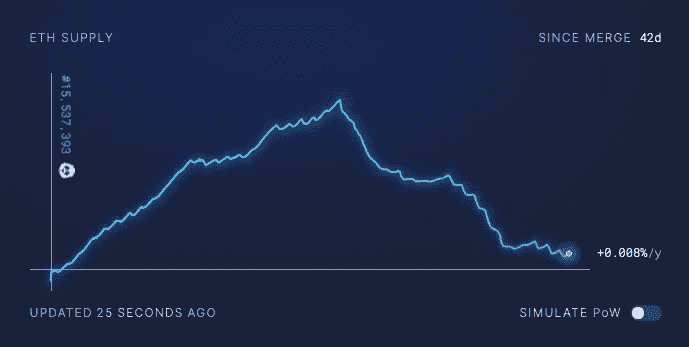 ETH SUPPLY
SINCE MERGE 42d
#15,537,393
+0.008%/y
UPDATED 25 SECONDS AGO
SIMULATE PoW